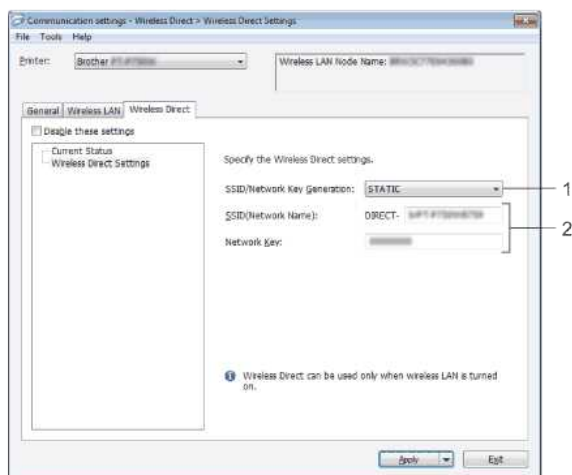 Communication settings - Wireless Direct > Wireless Direct Settings
File Tools Help
Printer: Brother Wireless LAN Node Name:
General Wireless LAN Wireless Direct
Disable these settings
Current Status
Wireless Direct Settings
Specify the Wireless Direct settings.
SSID/Network Key Generation: STATIC 1
SSID(Network Name): DIRECT-
2
Network Key:
Wireless Direct can be used only when wireless LAN is turned
on.
Apply Exit